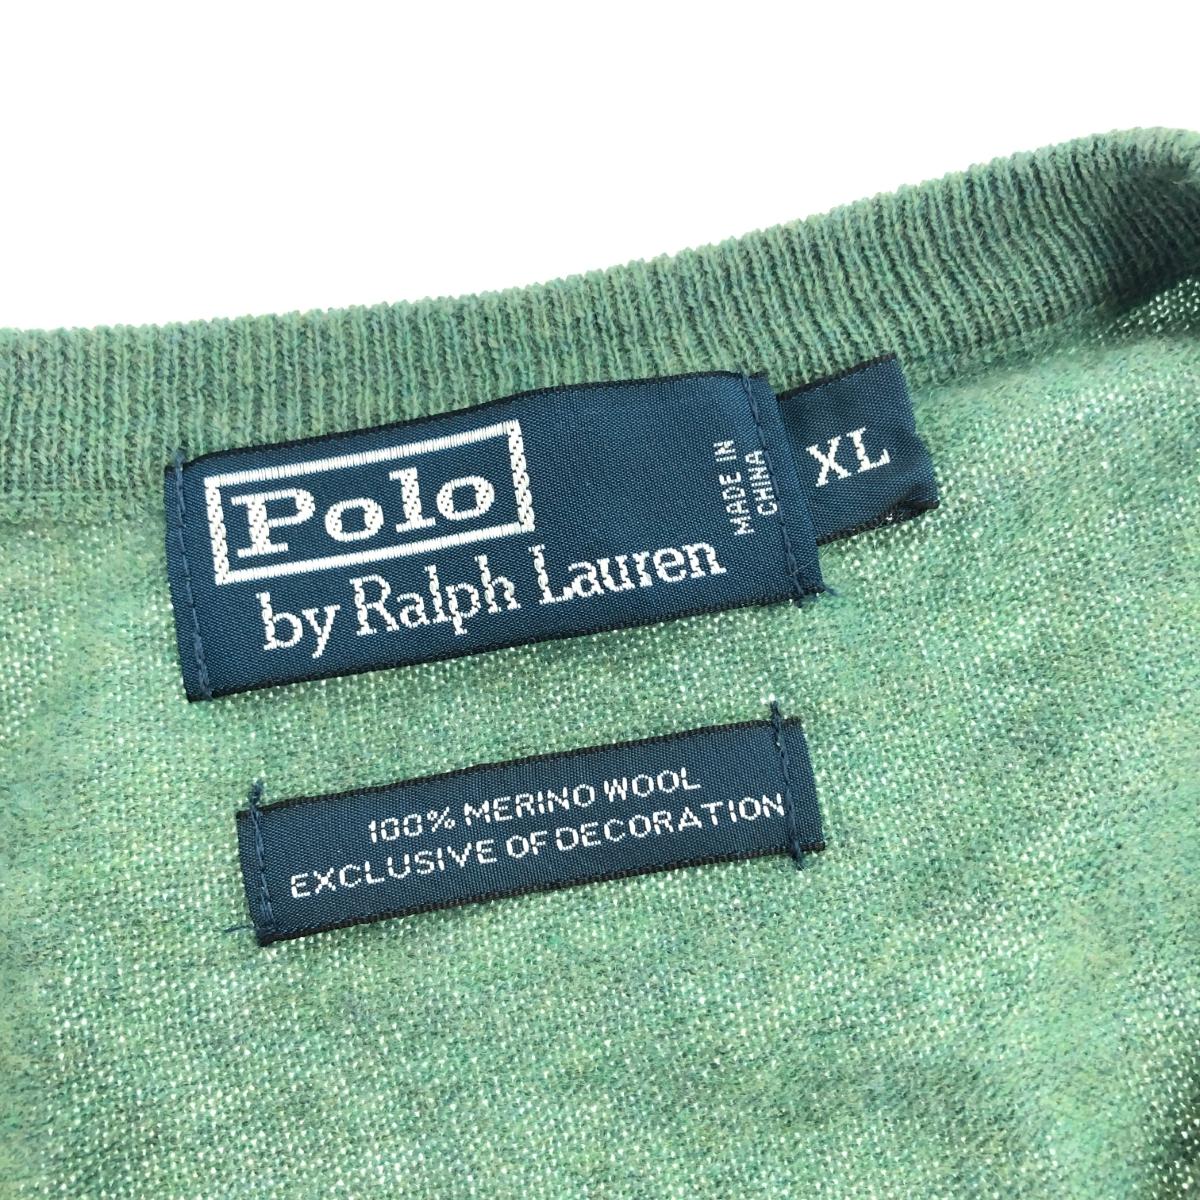 Polo
by Ralph Lauren
MADE IN
CHINA
XL
100% MERINO WOOL
EXCLUSIVE OF DECORATION